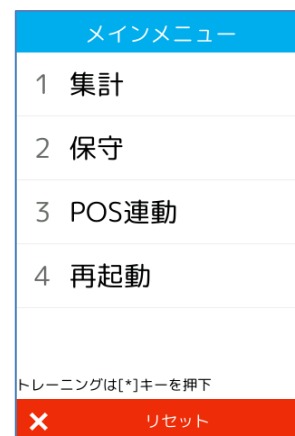 メインメニュー
1 集計
2 保守
3 POS連動
4 再起動
トレーニングは[*]キーを押下
× リセット